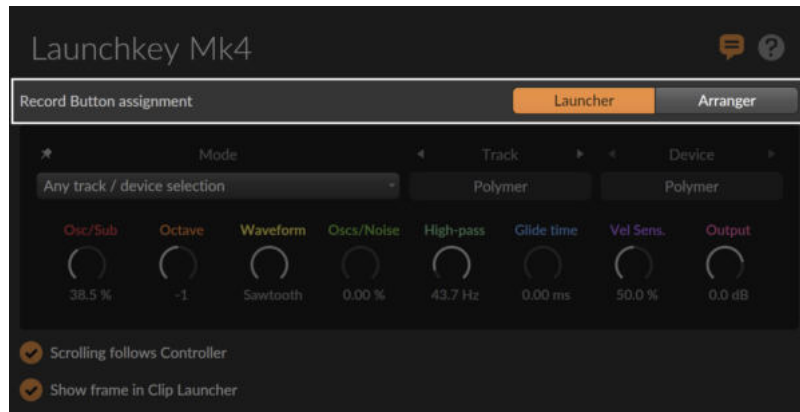 Launchkey Mk4
Record Button assignment Launcher Arranger
Mode Track Device
Any track / device selection Polymer Polymer
Osc/Sub Octave Waveform Oscs/Noise High-pass Glide time Vel Sens. Output
38.5 % -1 Sawtooth 0.00 % 43.7 Hz 0.00 ms 50.0 % 0.0 dB
Scrolling follows Controller
Show frame in Clip Launcher